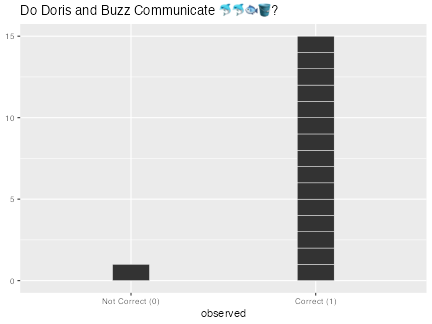 Do Doris and Buzz Communicate 🐬🐬🐟🪣?
15
10
5
0
Not Correct (0) Correct (1)
observed